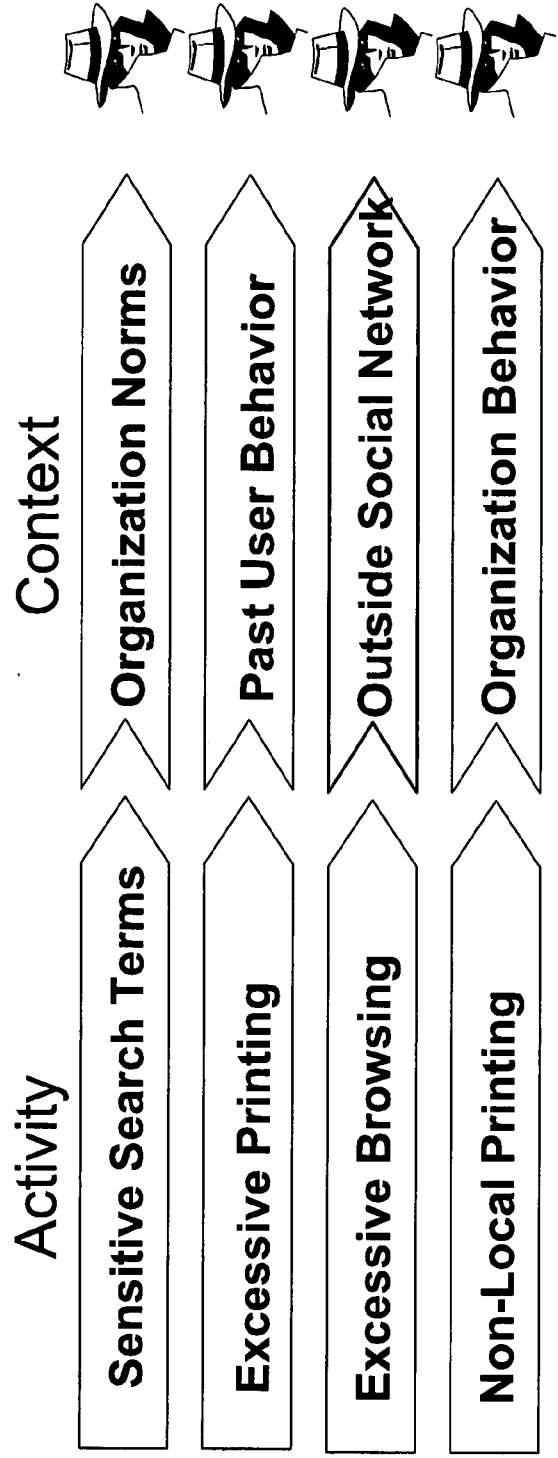 Activity Context
Sensitive Search Terms Organization Norms
Excessive Printing Past User Behavior
Excessive Browsing Outside Social Network
Non-Local Printing Organization Behavior